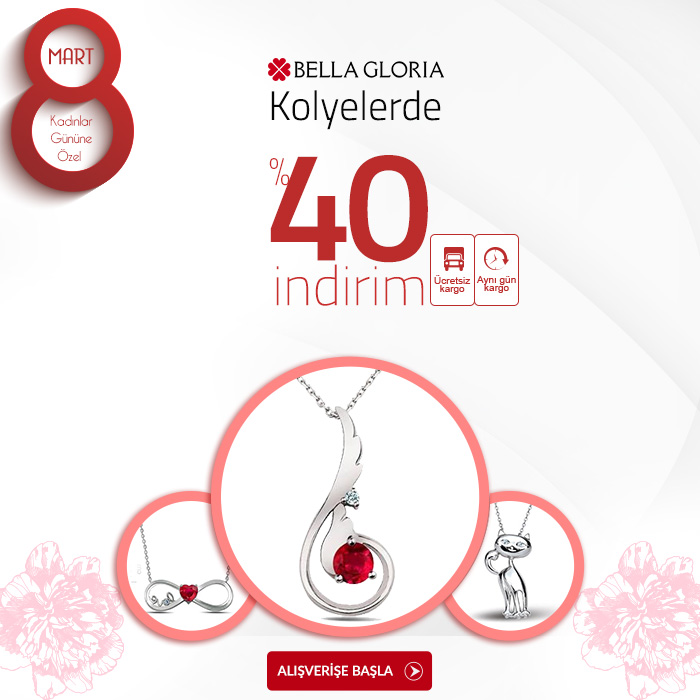 8
MART
Kadınlar
Gününe
Özel
BELLA GLORIA
Kolyelerde
%40
indirim
Ücretsiz
kargo
Aynı gün
kargo
ALIŞVERİŞE BAŞLA